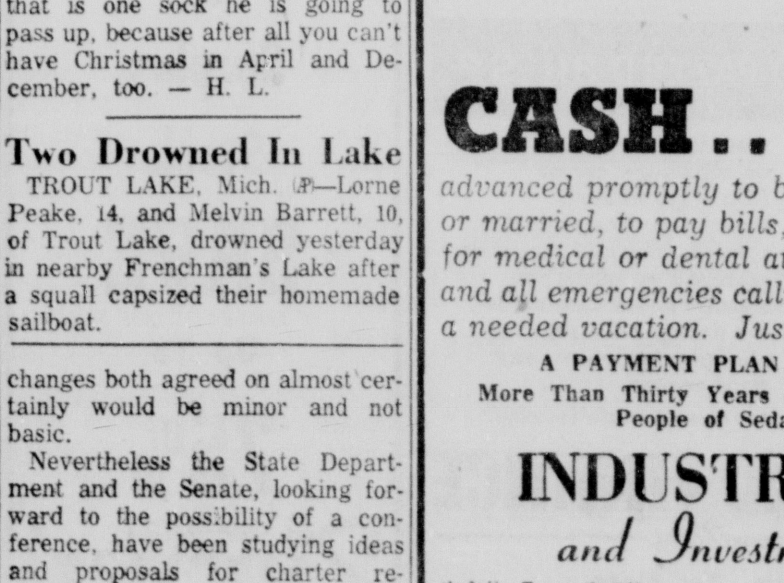 that is one sock he is going to
pass up, because after all you can't
have Christmas in April and De-
cember, too. — H. L.
Two Drowned In Lake
TROUT LAKE, Mich. (AP)—Lorne
Peake, 14, and Melvin Barrett, 10,
of Trout Lake, drowned yesterday
in nearby Frenchman's Lake after
a squall capsized their homemade
sailboat.
changes both agreed on almost cer-
tainly would be minor and not
basic.
Nevertheless the State Depart-
ment and the Senate, looking for-
ward to the possibility of a con-
ference, have been studying ideas
and proposals for charter re-
CASH..
advanced promptly to b
or married, to pay bills,
for medical or dental a
and all emergencies call
a needed vacation. Jus
A PAYMENT PLAN
More Than Thirty Years
People of Seda
INDUSTR
and Investm